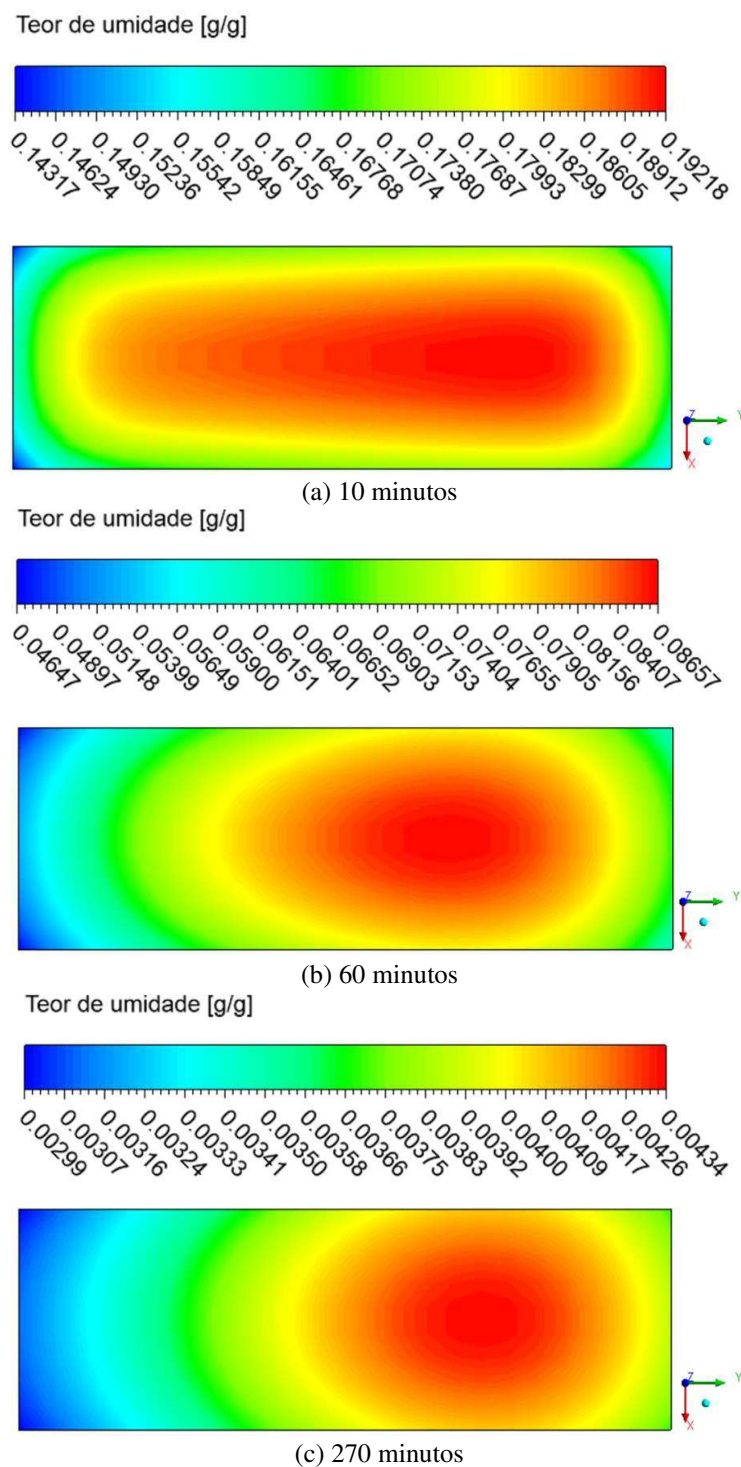 Teor de umidade [g/g]
0.14317 0.14624 0.14930 0.15236 0.15542 0.15849 0.16155 0.16461 0.16768 0.17074 0.17380 0.17687 0.17993 0.18299 0.18605 0.18912 0.19218
Z Y
X
(a) 10 minutos
Teor de umidade [g/g]
0.04647 0.04897 0.05148 0.05399 0.05649 0.05900 0.06151 0.06401 0.06652 0.06903 0.07153 0.07404 0.07655 0.07905 0.08156 0.08407 0.08657
Z Y
X
(b) 60 minutos
Teor de umidade [g/g]
0.00299 0.00307 0.00316 0.00324 0.00333 0.00341 0.00350 0.00358 0.00366 0.00375 0.00383 0.00392 0.00400 0.00409 0.00417 0.00426 0.00434
Z Y
X
(c) 270 minutos